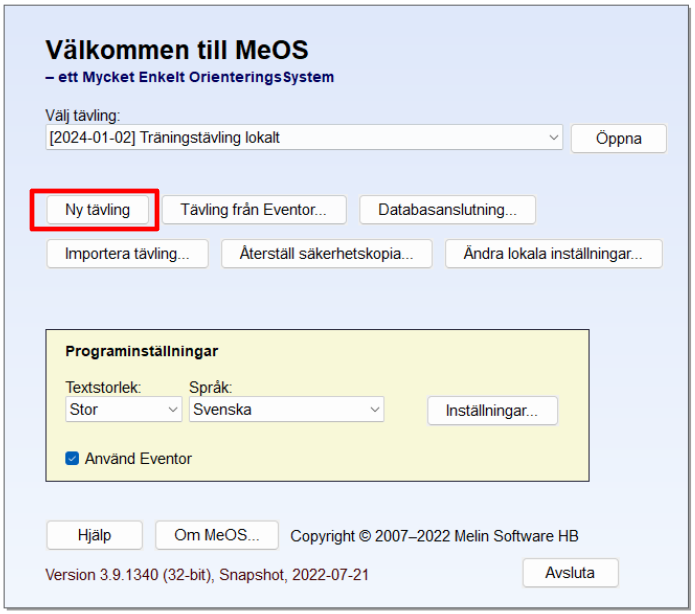 Välkommen till MeOS
– ett Mycket Enkelt OrienteringsSystem
Välj tävling:
[2024-01-02] Träningstävling lokalt Öppna
Ny tävling Tävling från Eventor... Databasanslutning...
Importera tävling... Återställ säkerhetskopia... Ändra lokala inställningar...
Programinställningar
Textstorlek: Språk:
Stor Svenska Inställningar...
Använd Eventor
Hjälp Om MeOS... Copyright © 2007–2022 Melin Software HB
Version 3.9.1340 (32-bit), Snapshot, 2022-07-21 Avsluta